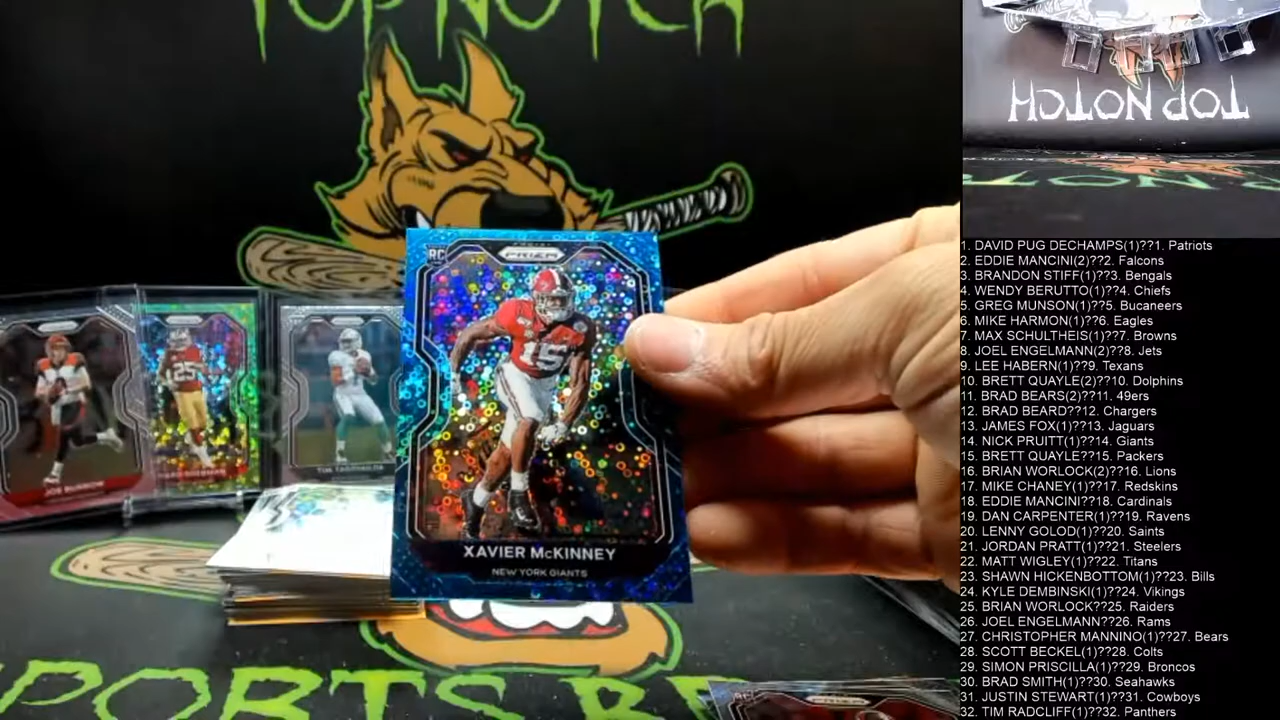 TOP NOTCH
TOP NOTCH
RC
PRIZM
15
XAVIER McKINNEY
NEW YORK GIANTS
25
JOE BURROW
SPORTS
1. DAVID PUG DECHAMPS(1)??1. Patriots
2. EDDIE MANCINI(2)??2. Falcons
3. BRANDON STIFF(1)??3. Bengals
4. WENDY BERUTTO(1)??4. Chiefs
5. GREG MUNSON(1)??5. Bucaneers
6. MIKE HARMON(1)??6. Eagles
7. MAX SCHULTHEIS(1)??7. Browns
8. JOEL ENGELMANN(2)??8. Jets
9. LEE HABERN(1)??9. Texans
10. BRETT QUAYLE(2)??10. Dolphins
11. BRAD BEARS(2)??11. 49ers
12. BRAD BEARD??12. Chargers
13. JAMES FOX(1)??13. Jaguars
14. NICK PRUITT(1)??14. Giants
15. BRETT QUAYLE??15. Packers
16. BRIAN WORLOCK(2)??16. Lions
17. MIKE CHANEY(1)??17. Redskins
18. EDDIE MANCINI??18. Cardinals
19. DAN CARPENTER(1)??19. Ravens
20. LENNY GOLOD(1)??20. Saints
21. JORDAN PRATT(1)??21. Steelers
22. MATT WIGLEY(1)??22. Titans
23. SHAWN HICKENBOTTOM(1)??23. Bills
24. KYLE DEMBINSKI(1)??24. Vikings
25. BRIAN WORLOCK??25. Raiders
26. JOEL ENGELMANN??26. Rams
27. CHRISTOPHER MANNINO(1)??27. Bears
28. SCOTT BECKEL(1)??28. Colts
29. SIMON PRISCILLA(1)??29. Broncos
30. BRAD SMITH(1)??30. Seahawks
31. JUSTIN STEWART(1)??31. Cowboys
32. TIM RADCLIFF(1)??32. Panthers